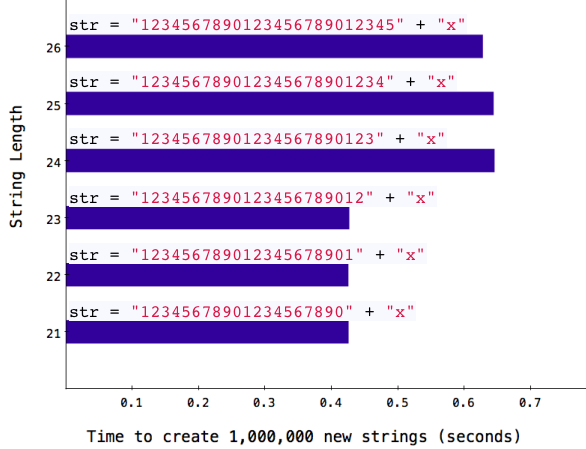 str = "1234567890123456789012345" + "x"
26
str = "123456789012345678901234" + "x"
25
str = "12345678901234567890123" + "x"
24
str = "1234567890123456789012" + "x"
23
str = "123456789012345678901" + "x"
22
str = "12345678901234567890" + "x"
21
String Length
0.1 0.2 0.3 0.4 0.5 0.6 0.7
Time to create 1,000,000 new strings (seconds)